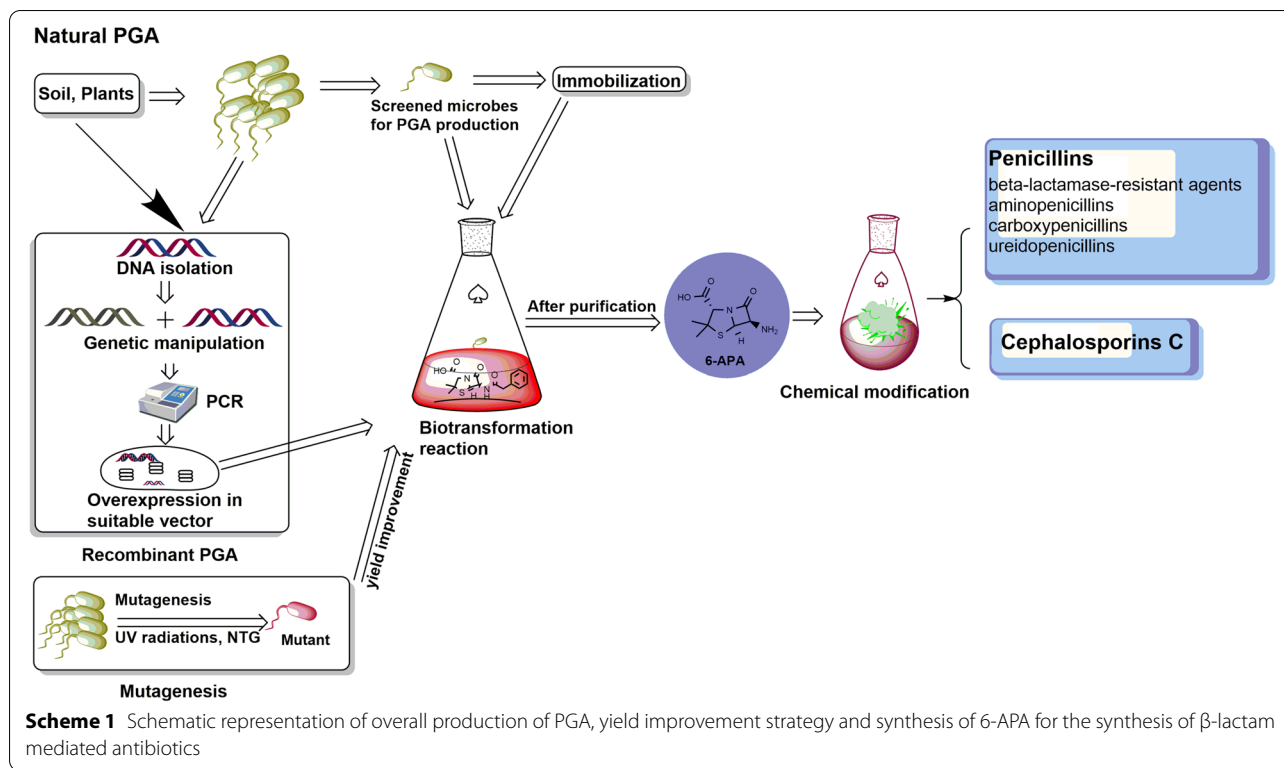 Natural PGA
Soil, Plants
Screened microbes
for PGA production
Immobilization
DNA isolation
Genetic manipulation
PCR
Overexpression in
suitable vector
Recombinant PGA
Mutagenesis
UV radiations, NTG
Mutant
Mutagenesis
yield improvement
HO
O
N
O
O
S
H
N
H
Biotransformation
reaction
After purification
O
HO
O
N
S
H
NH2
6-APA
Chemical modification
Penicillins
beta-lactamase-resistant agents
aminopenicillins
carboxypenicillins
ureidopenicillins
Cephalosporins C
Scheme 1 Schematic representation of overall production of PGA, yield improvement strategy and synthesis of 6-APA for the synthesis of β-lactam
mediated antibiotics